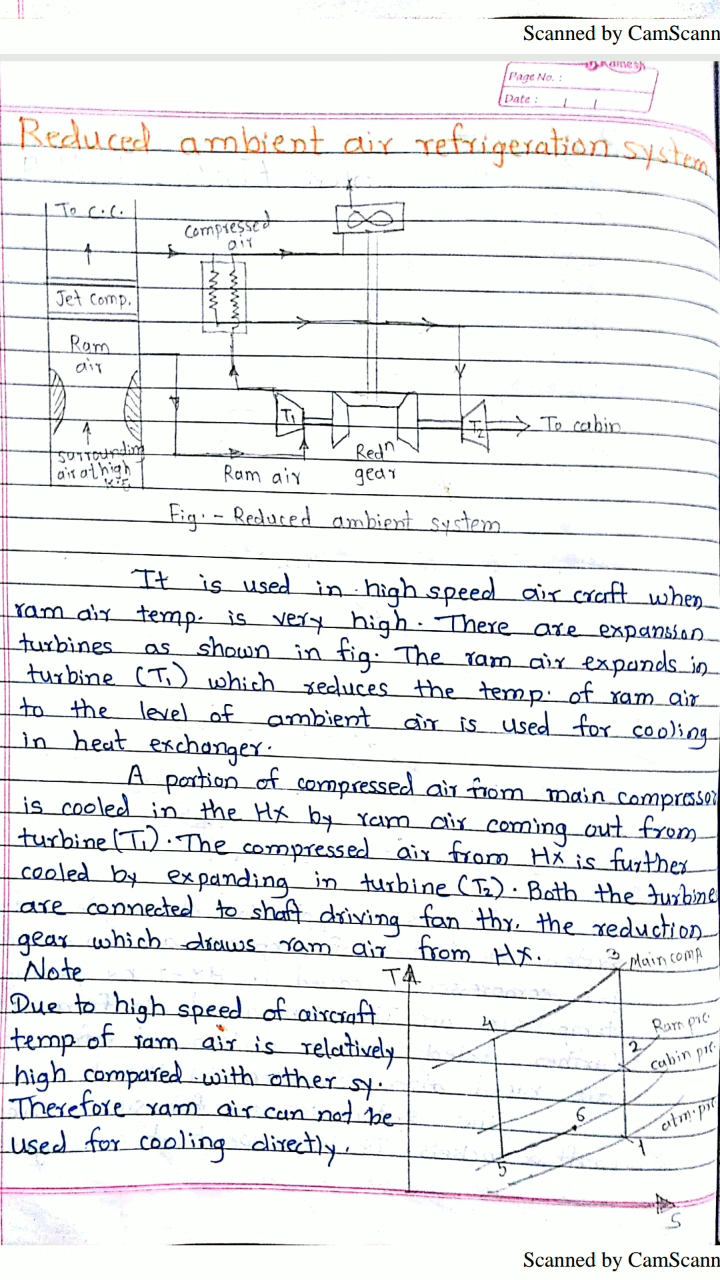 Scanned by CamScann
Page No. :
Date :
Reduced ambient air refrigeration system
To C.C.
compressed
air
Jet Comp.
Ram
air
T1
T2
To cabin
surrounding
air at high
Redn
gear
Ram air
Fig. - Reduced ambient system
It is used in high speed air craft when
ram air temp. is very high. There are expansion
turbines as shown in fig. The ram air expands in
turbine (T1) which reduces the temp. of ram air
to the level of ambient air is used for cooling
in heat exchanger.
A portion of compressed air from main compressor
is cooled in the Hx by ram air coming out from
turbine (T1). The compressed air from Hx is further
cooled by expanding in turbine (T2). Both the turbine
are connected to shaft driving fan thr. the reduction
gear which draws ram air from Hx.
Note
Due to high speed of aircraft
temp of ram air is relatively
high compared with other sy.
Therefore ram air can not be
used for cooling directly.
T
3 Main comp
4
2
Ram pre.
cabin pre.
6
atm. pre
1
5
S
Scanned by CamScann